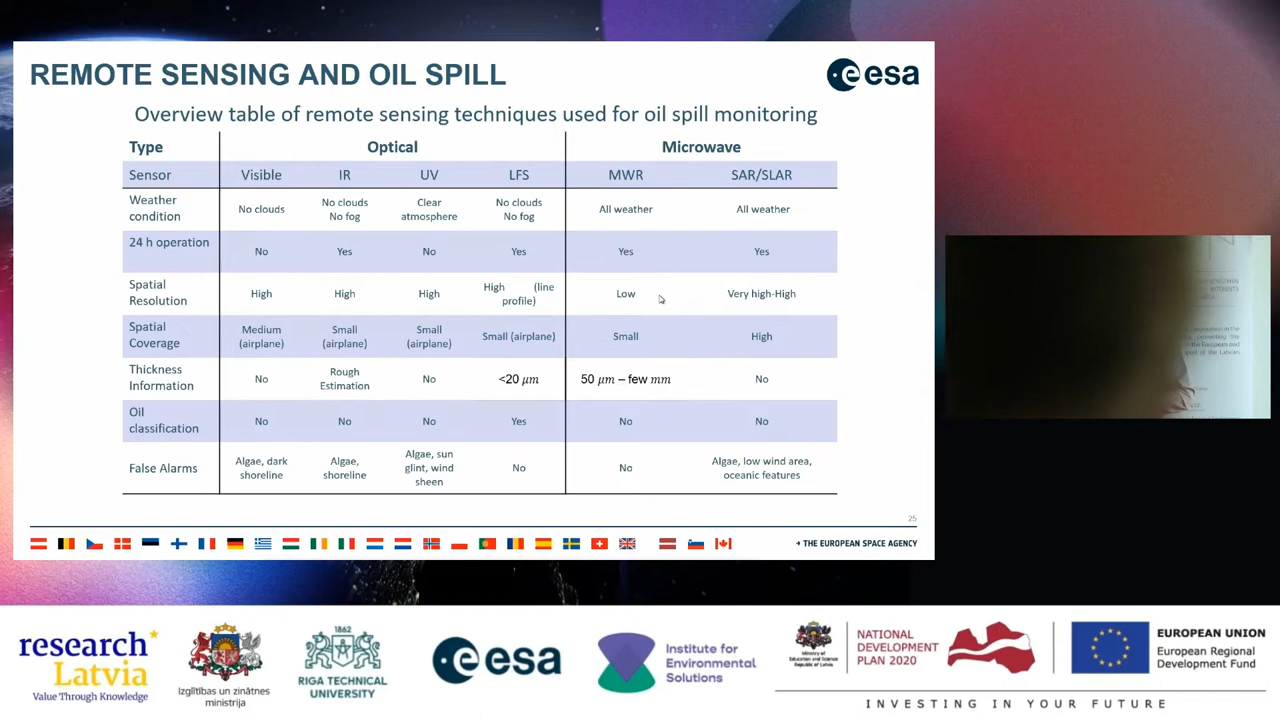 REMOTE SENSING AND OIL SPILL
esa
Overview table of remote sensing techniques used for oil spill monitoring
Type Optical Microwave
Sensor Visible IR UV LFS MWR SAR/SLAR
Weather condition No clouds No clouds No fog Clear atmosphere No clouds No fog All weather All weather
24 h operation No Yes No Yes Yes Yes
Spatial Resolution High High High High (line profile) Low Very high-High
Spatial Coverage Medium (airplane) Small (airplane) Small (airplane) Small (airplane) Small High
Thickness Information No Rough Estimation No <20 μm 50 μm – few mm No
Oil classification No No No Yes No No
False Alarms Algae, dark shoreline Algae, shoreline Algae, sun glint, wind sheen No No Algae, low wind area, oceanic features
25
→ THE EUROPEAN SPACE AGENCY
research
Latvia
Value Through Knowledge
Izglītības un zinātnes
ministrija
1862
RIGA TECHNICAL
UNIVERSITY
esa
Institute for
Environmental
Solutions
Ministry of
Education and Science
Republic of Latvia
NATIONAL
DEVELOPMENT
PLAN 2020
EUROPEAN UNION
European Regional
Development Fund
INVESTING IN YOUR FUTURE